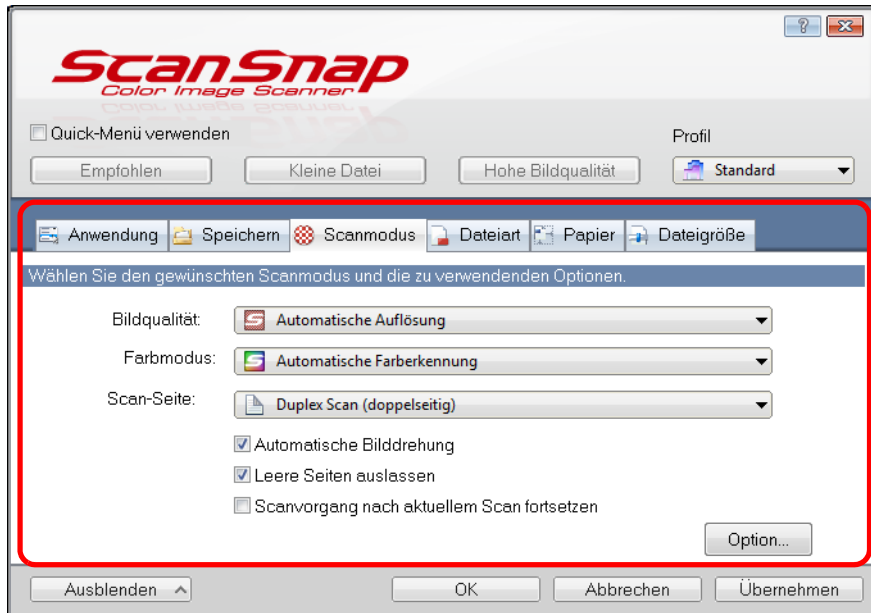 ScanSnap
Color Image Scanner
Quick-Menü verwenden
Profil
Empfohlen Kleine Datei Hohe Bildqualität Standard
Anwendung Speichern Scanmodus Dateiart Papier Dateigröße
Wählen Sie den gewünschten Scanmodus und die zu verwendenden Optionen.
Bildqualität: Automatische Auflösung
Farbmodus: Automatische Farberkennung
Scan-Seite: Duplex Scan (doppelseitig)
Automatische Bilddrehung
Leere Seiten auslassen
Scanvorgang nach aktuellem Scan fortsetzen
Option...
Ausblenden OK Abbrechen Übernehmen